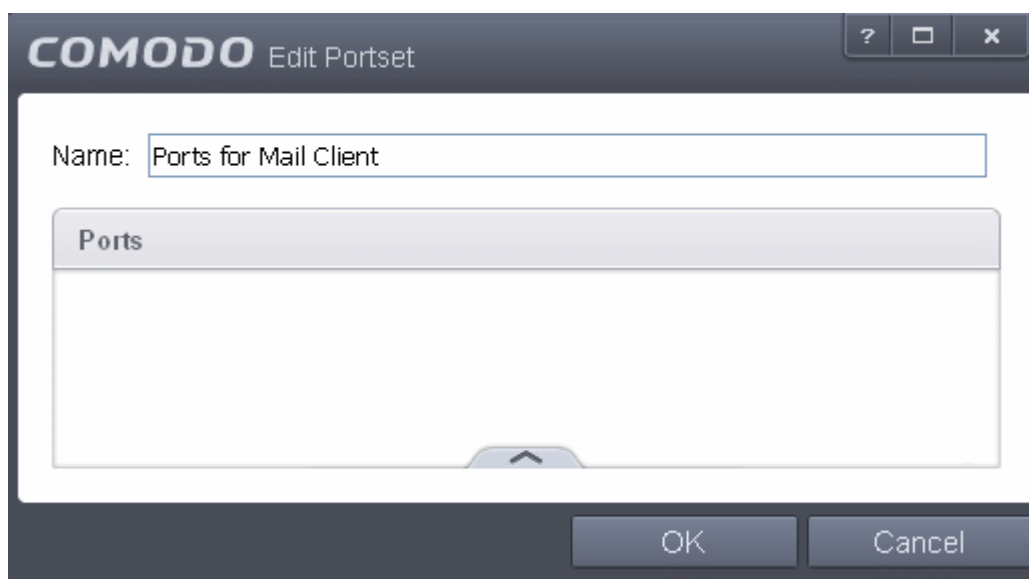 COMODO Edit Portset
?
Name: Ports for Mail Client
Ports
OK Cancel